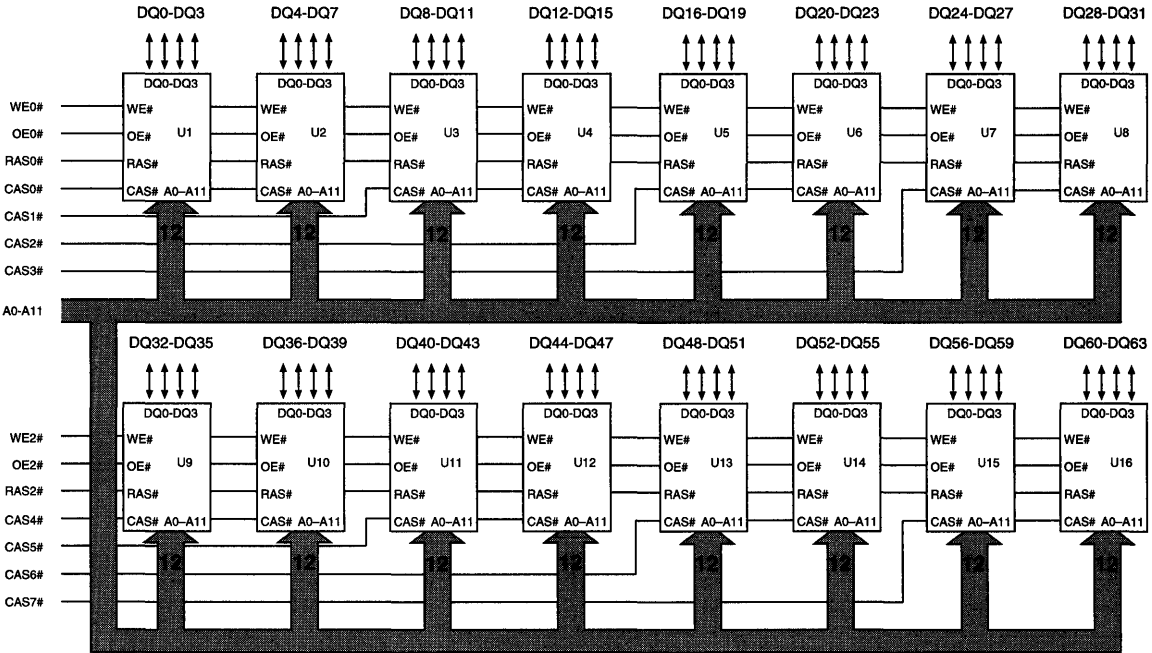 DQ0-DQ3 DQ4-DQ7 DQ8-DQ11 DQ12-DQ15 DQ16-DQ19 DQ20-DQ23 DQ24-DQ27 DQ28-DQ31
DQ0-DQ3 DQ0-DQ3 DQ0-DQ3 DQ0-DQ3 DQ0-DQ3 DQ0-DQ3 DQ0-DQ3 DQ0-DQ3
WE0# WE# WE# WE# WE# WE# WE# WE# WE#
OE0# OE# U1 OE# U2 OE# U3 OE# U4 OE# U5 OE# U6 OE# U7 OE# U8
RAS0# RAS# RAS# RAS# RAS# RAS# RAS# RAS# RAS#
CAS0# CAS# A0–A11 CAS# A0–A11 CAS# A0–A11 CAS# A0–A11 CAS# A0–A11 CAS# A0–A11 CAS# A0–A11 CAS# A0–A11
CAS1#
12 12 12 12 12 12 12 12
CAS2#
CAS3#
A0-A11
DQ32-DQ35 DQ36-DQ39 DQ40-DQ43 DQ44-DQ47 DQ48-DQ51 DQ52-DQ55 DQ56-DQ59 DQ60-DQ63
DQ0-DQ3 DQ0-DQ3 DQ0-DQ3 DQ0-DQ3 DQ0-DQ3 DQ0-DQ3 DQ0-DQ3 DQ0-DQ3
WE2# WE# WE# WE# WE# WE# WE# WE# WE#
OE2# OE# U9 OE# U10 OE# U11 OE# U12 OE# U13 OE# U14 OE# U15 OE# U16
RAS2# RAS# RAS# RAS# RAS# RAS# RAS# RAS# RAS#
CAS4# CAS# A0–A11 CAS# A0–A11 CAS# A0–A11 CAS# A0–A11 CAS# A0–A11 CAS# A0–A11 CAS# A0–A11 CAS# A0–A11
CAS5#
12 12 12 12 12 12 12 12
CAS6#
CAS7#